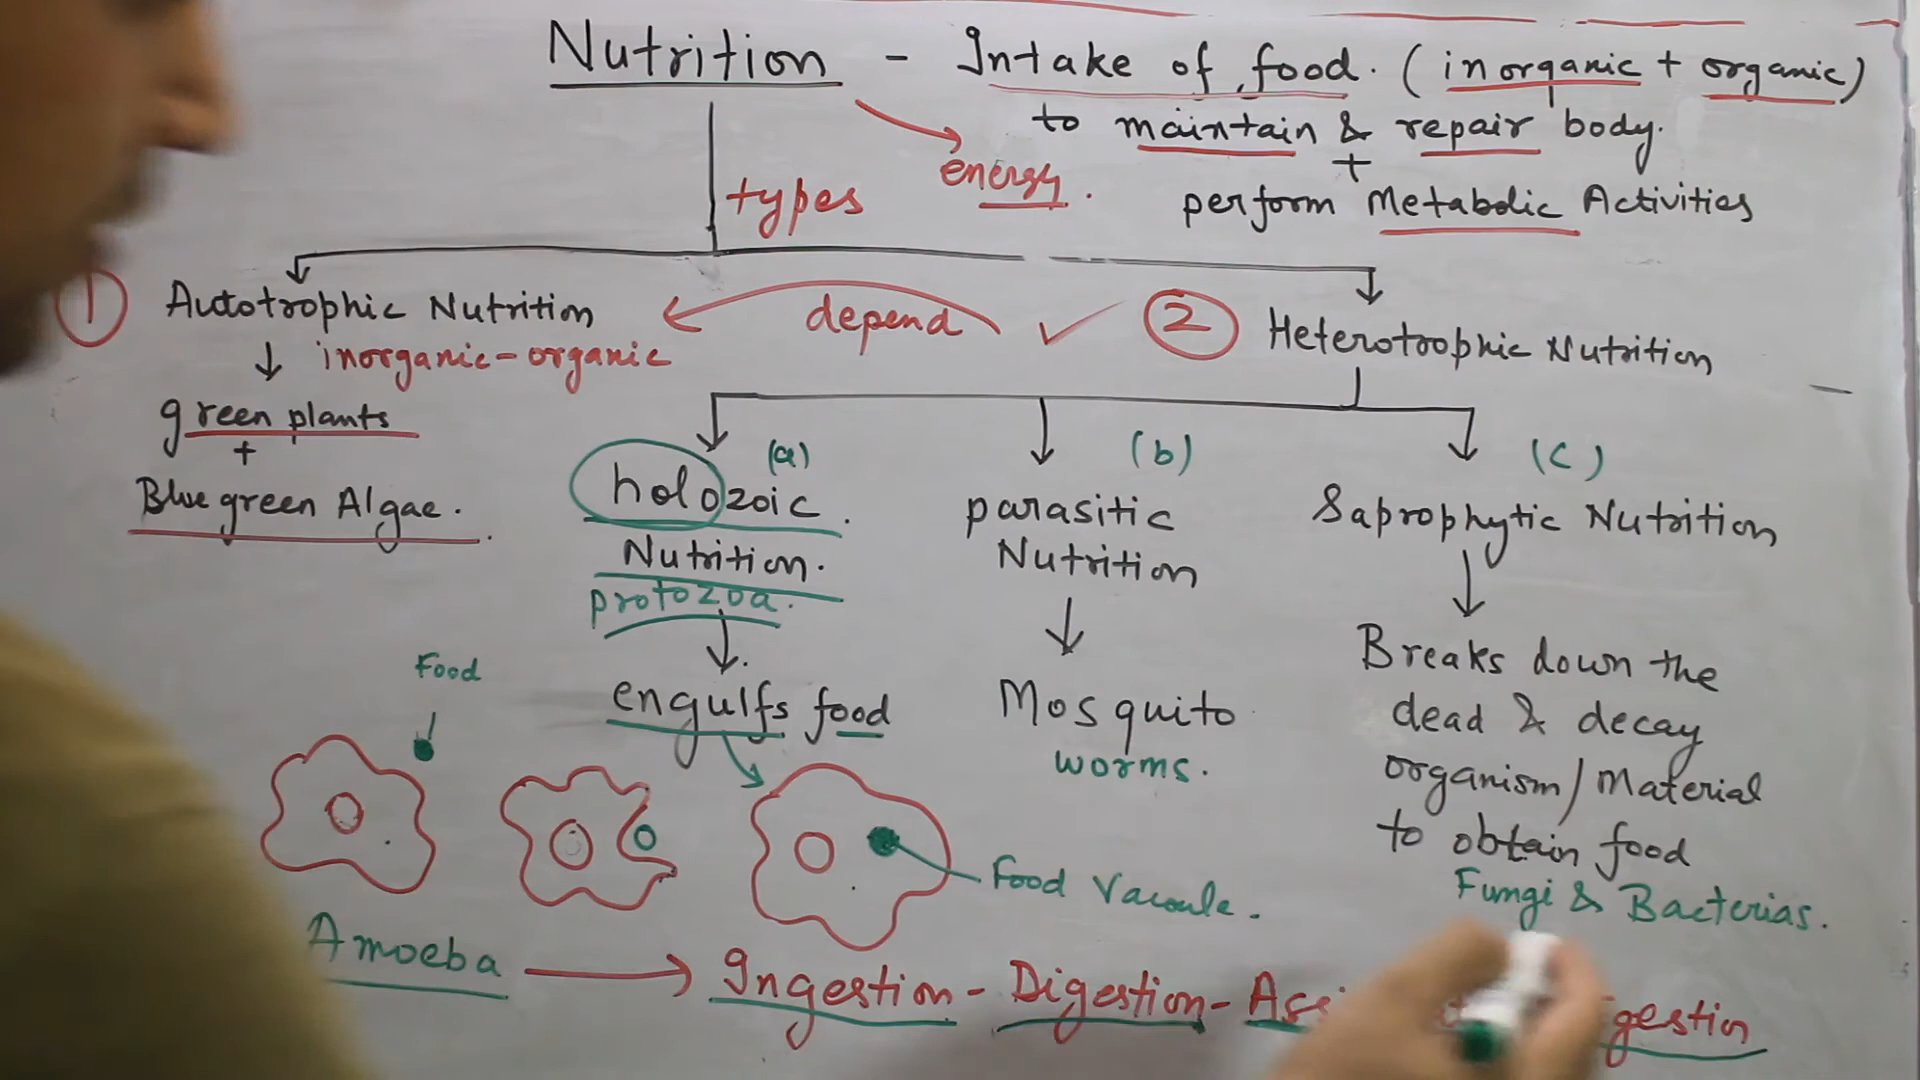 Nutrition - Intake of food. (inorganic + organic)
to maintain & repair body.
+
energy.
types
perform Metabolic Activities
1 Autotrophic Nutrition
depend
2 Heterotrophic Nutrition
inorganic-organic
green plants
+
Blue green Algae.
(a)
holozoic
Nutrition.
protozoa.
engulfs food
(b)
parasitic
Nutrition
Mosquito
worms.
(c)
Saprophytic Nutrition
Breaks down the
dead & decay
organism/Material
to obtain food
Fungi & Bacterias.
Food
Food Vacoule.
Amoeba
Ingestion - Digestion -